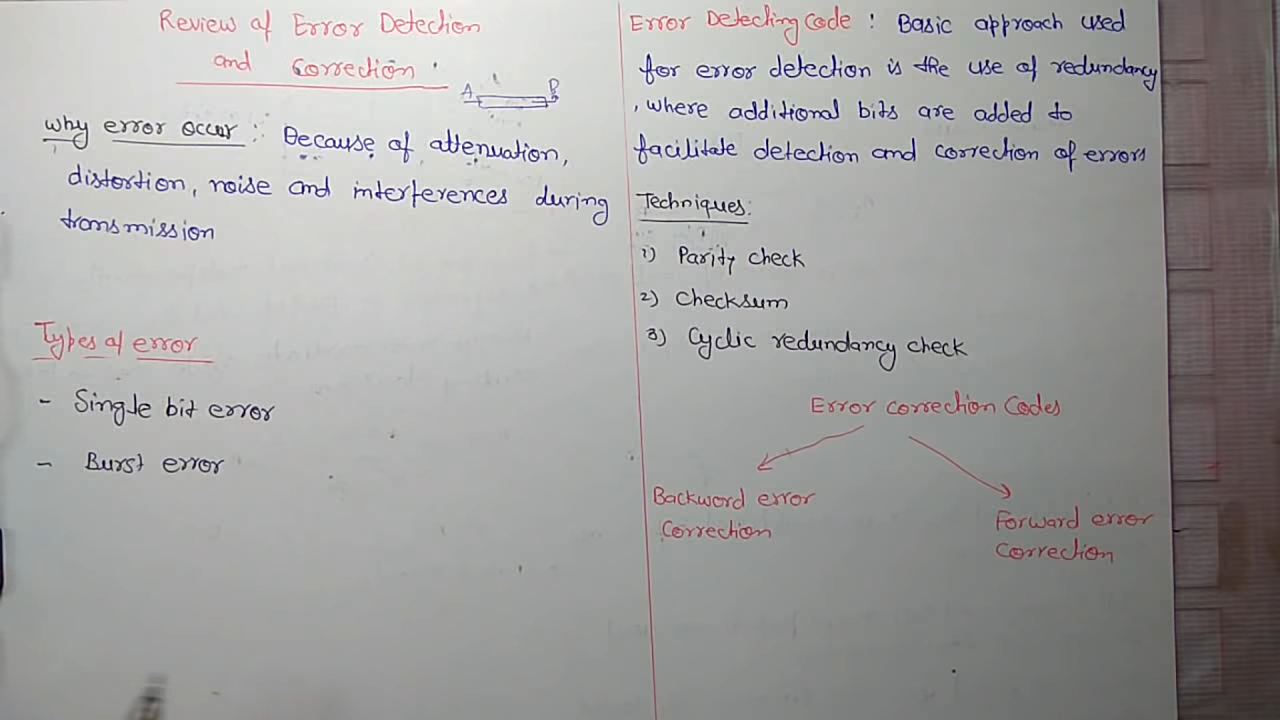 Review of Error Detection
and Correction
A B
why error occur : Because of attenuation,
distortion, noise and interferences during
transmission
Types of error
- Single bit error
- Burst error
Error Detecting Code : Basic approach used
for error detection is the use of redundancy
, where additional bits are added to
facilitate detection and correction of errors
Techniques:
1) Parity check
2) Checksum
3) Cyclic redundancy check
Error correction Codes
Backword error
Correction
Forward error
Correction